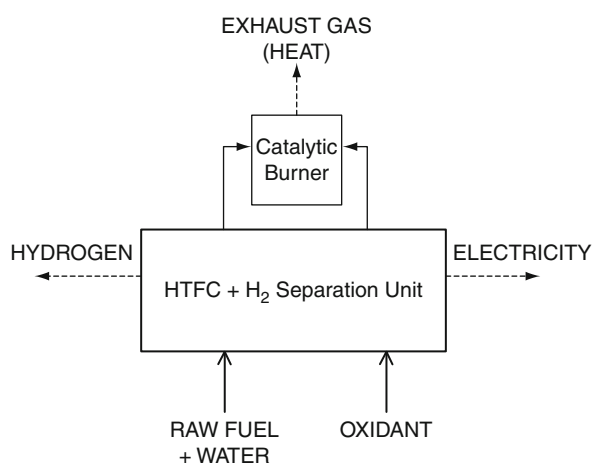 EXHAUST GAS
(HEAT)
Catalytic
Burner
HYDROGEN
ELECTRICITY
HTFC + H₂ Separation Unit
RAW FUEL
+ WATER
OXIDANT